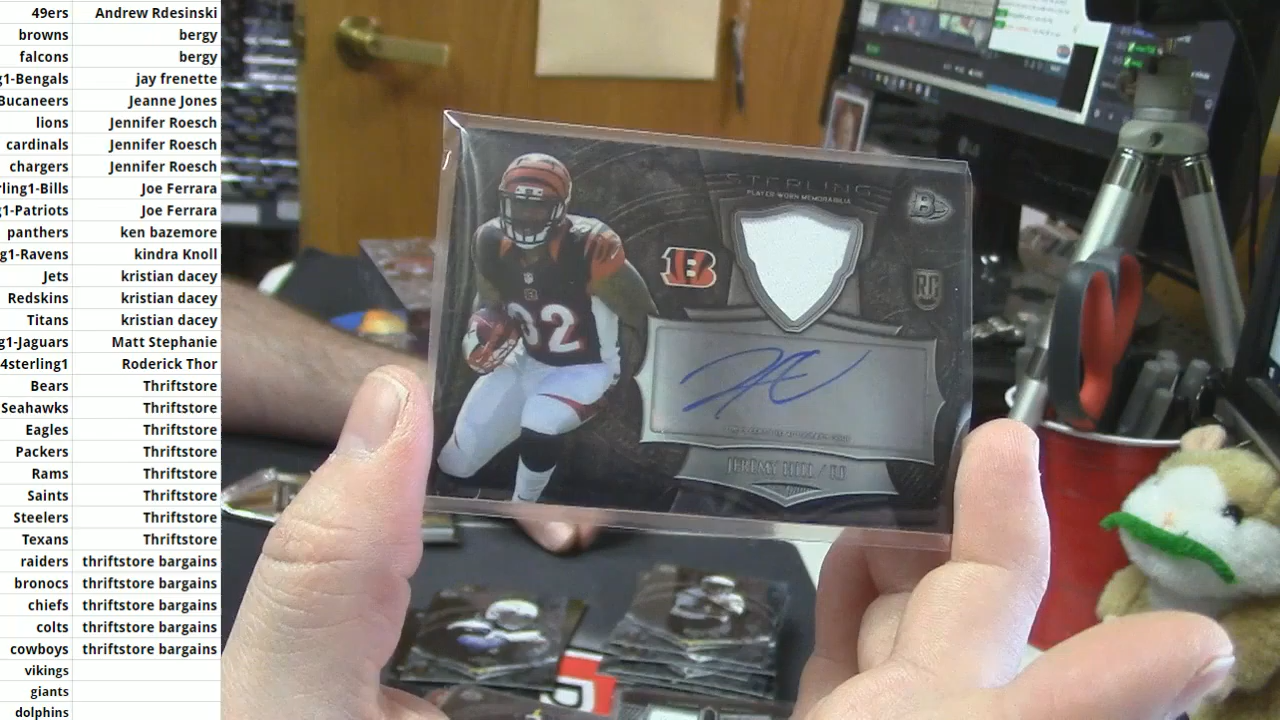 49ers Andrew Rdesinski
browns bergy
falcons bergy
g1-Bengals jay frenette
Bucaneers Jeanne Jones
lions Jennifer Roesch
cardinals Jennifer Roesch
chargers Jennifer Roesch
rling1-Bills Joe Ferrara
g1-Patriots Joe Ferrara
panthers ken bazemore
g1-Ravens kindra Knoll
Jets kristian dacey
Redskins kristian dacey
Titans kristian dacey
g1-Jaguars Matt Stephanie
4sterling1 Roderick Thor
Bears Thriftstore
Seahawks Thriftstore
Eagles Thriftstore
Packers Thriftstore
Rams Thriftstore
Saints Thriftstore
Steelers Thriftstore
Texans Thriftstore
raiders thriftstore bargains
bronocs thriftstore bargains
chiefs thriftstore bargains
colts thriftstore bargains
cowboys thriftstore bargains
vikings
giants
dolphins
STERLING
PLAYER-WORN MEMORABILIA
B
B
RC
32
JEREMY HILL